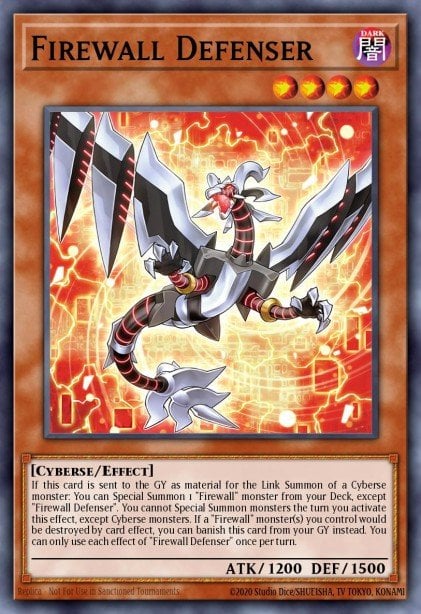 FIREWALL DEFENSER
DARK
闇
[CYBERSE/EFFECT]
If this card is sent to the GY as material for the Link Summon of a Cyberse
monster: You can Special Summon 1 "Firewall" monster from your Deck, except
"Firewall Defenser". You cannot Special Summon monsters the turn you activate
this effect, except Cyberse monsters. If a "Firewall" monster(s) you control
would be destroyed by card effect, you can banish this card from your GY instead. You
can only use each effect of "Firewall Defenser" once per turn.
ATK/1200 DEF/1500
Replica - Not For Use in Sanctioned Tournaments
©2020 Studio Dice/SHUEISHA, TV TOKYO, KONAMI